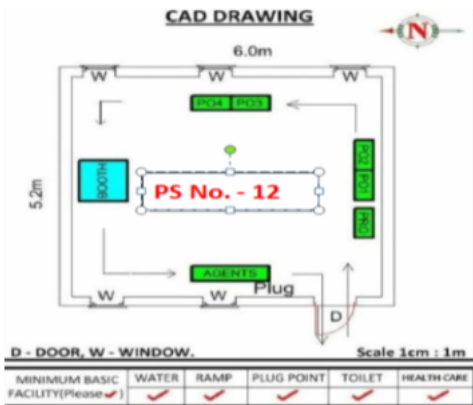 CAD DRAWING
N
6.0m
W W W
PO4 PO3
5.2m
BOOTH
PS No. - 12
PO2
PO1
PRO
AGENTS
Plug
W W
D
D - DOOR, W - WINDOW.
Scale 1cm : 1m
MINIMUM BASIC FACILITY(Please ✓)
WATER
RAMP
PLUG POINT
TOILET
HEALTH CARE
✓ ✓ ✓ ✓ ✓